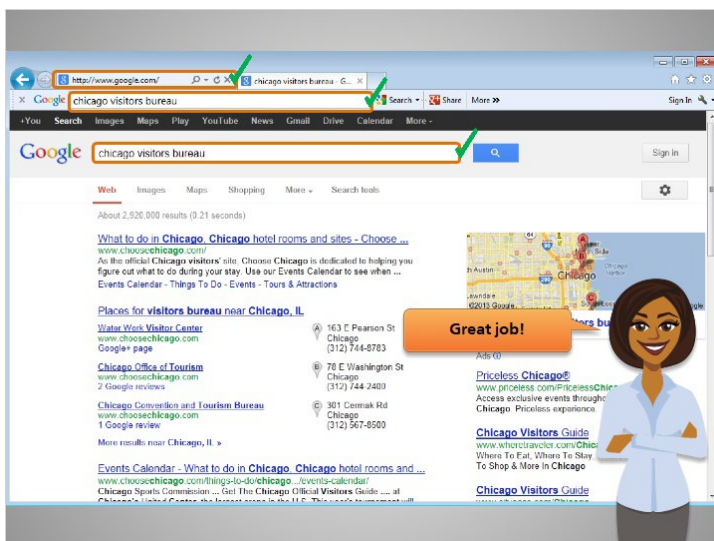 http://www.google.com/
chicago visitors bureau - G...
Google chicago visitors bureau Search Share More »
Sign In
+You Search Images Maps Play YouTube News Gmail Drive Calendar More
Google chicago visitors bureau
Sign in
Web Images Maps Shopping More Search tools
About 2,920,000 results (0.21 seconds)
What to do in Chicago, Chicago hotel rooms and sites - Choose ...
www.choosechicago.com/
As the official Chicago visitors' site, Choose Chicago is dedicated to helping you
figure out what to do during your stay. Use our Events Calendar to see when ...
Events Calendar - Things To Do - Events - Tours & Attractions
Places for visitors bureau near Chicago, IL
Water Work Visitor Center
www.choosechicago.com
Google+ page
A 163 E Pearson St
Chicago
(312) 744-8783
Chicago Office of Tourism
www.choosechicago.com
2 Google reviews
B 78 E Washington St
Chicago
(312) 744-2400
Chicago Convention and Tourism Bureau
www.choosechicago.com
1 Google review
C 301 Cermak Rd
Chicago
(312) 567-8500
More results near Chicago, IL »
Events Calendar - What to do in Chicago, Chicago hotel rooms and ...
www.choosechicago.com/things-to-do/chicago.../events-calendar/
Chicago Sports Commission ... Get The Chicago Official Visitors Guide .... at
64
Austin
Chicago
©2013 Google
Great job!
Ads
Priceless Chicago®
www.priceless.com/PricelessChic
Access exclusive events througho
Chicago. Priceless experience.
Chicago Visitors Guide
www.wheretraveler.com/Chica
Where To Eat, Where To Stay
To Shop & More In Chicago
Chicago Visitors Guide